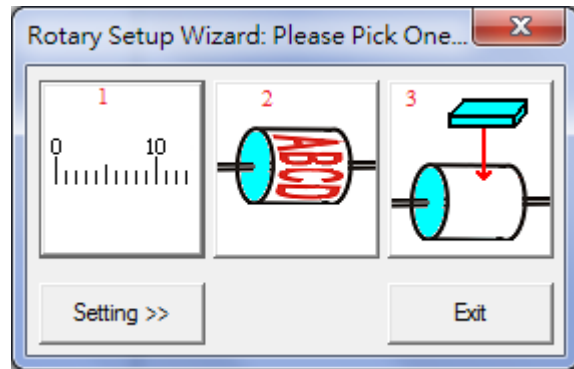 Rotary Setup Wizard: Please Pick One...
X
1
2
3
0 10
ABCD
Setting >>
Exit